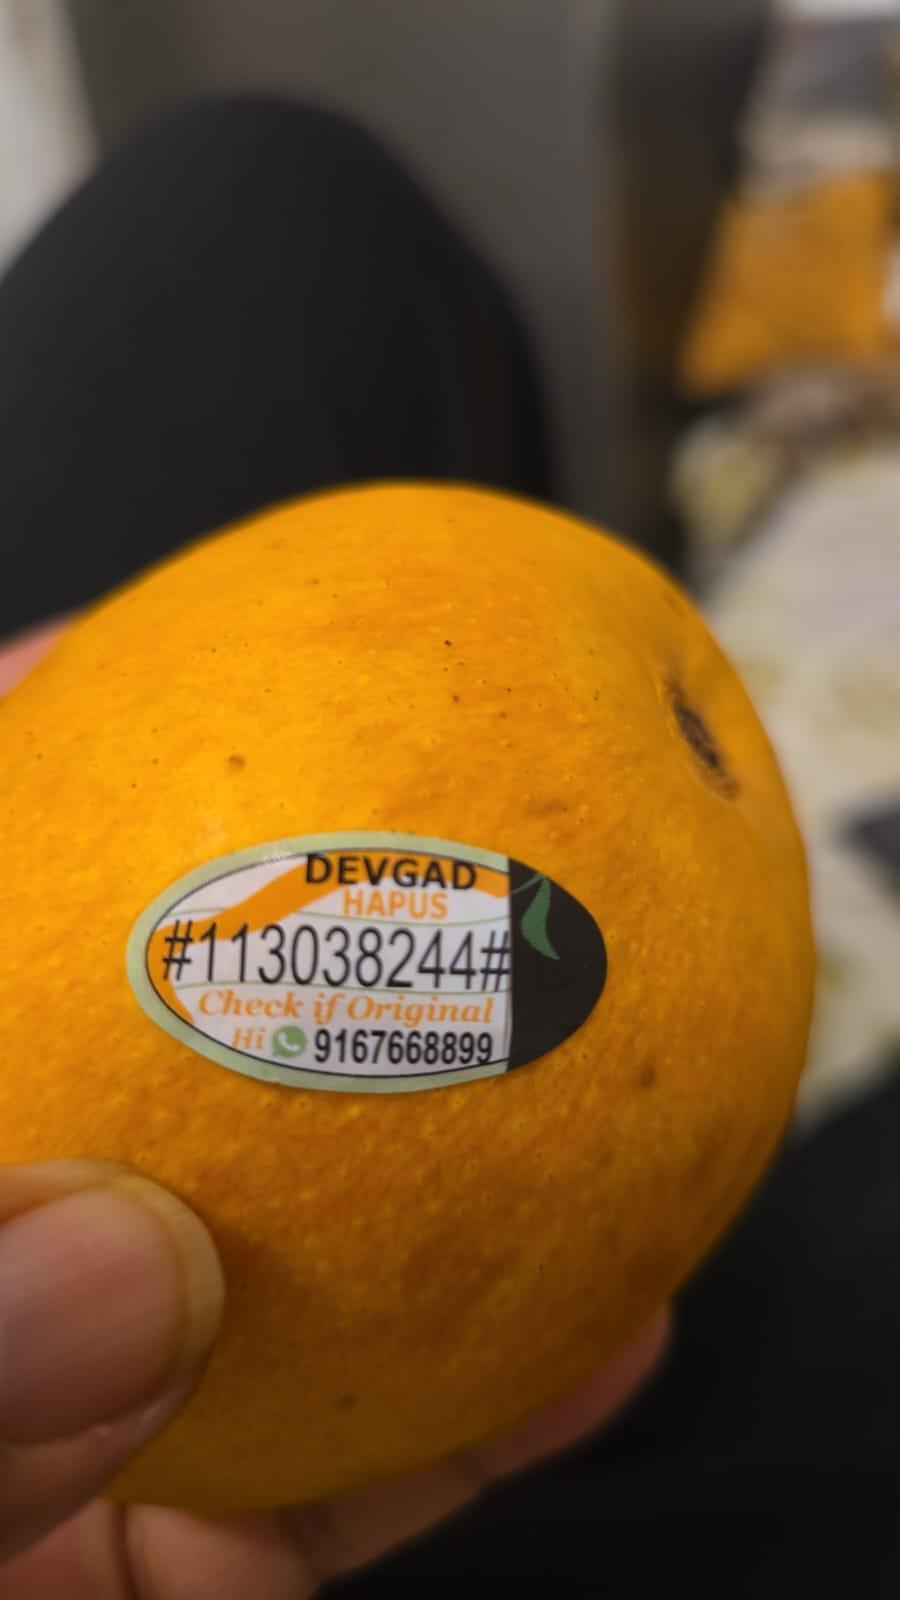 DEVGAD
HAPUS
#113038244#
Check if Original
Hi 9167668899